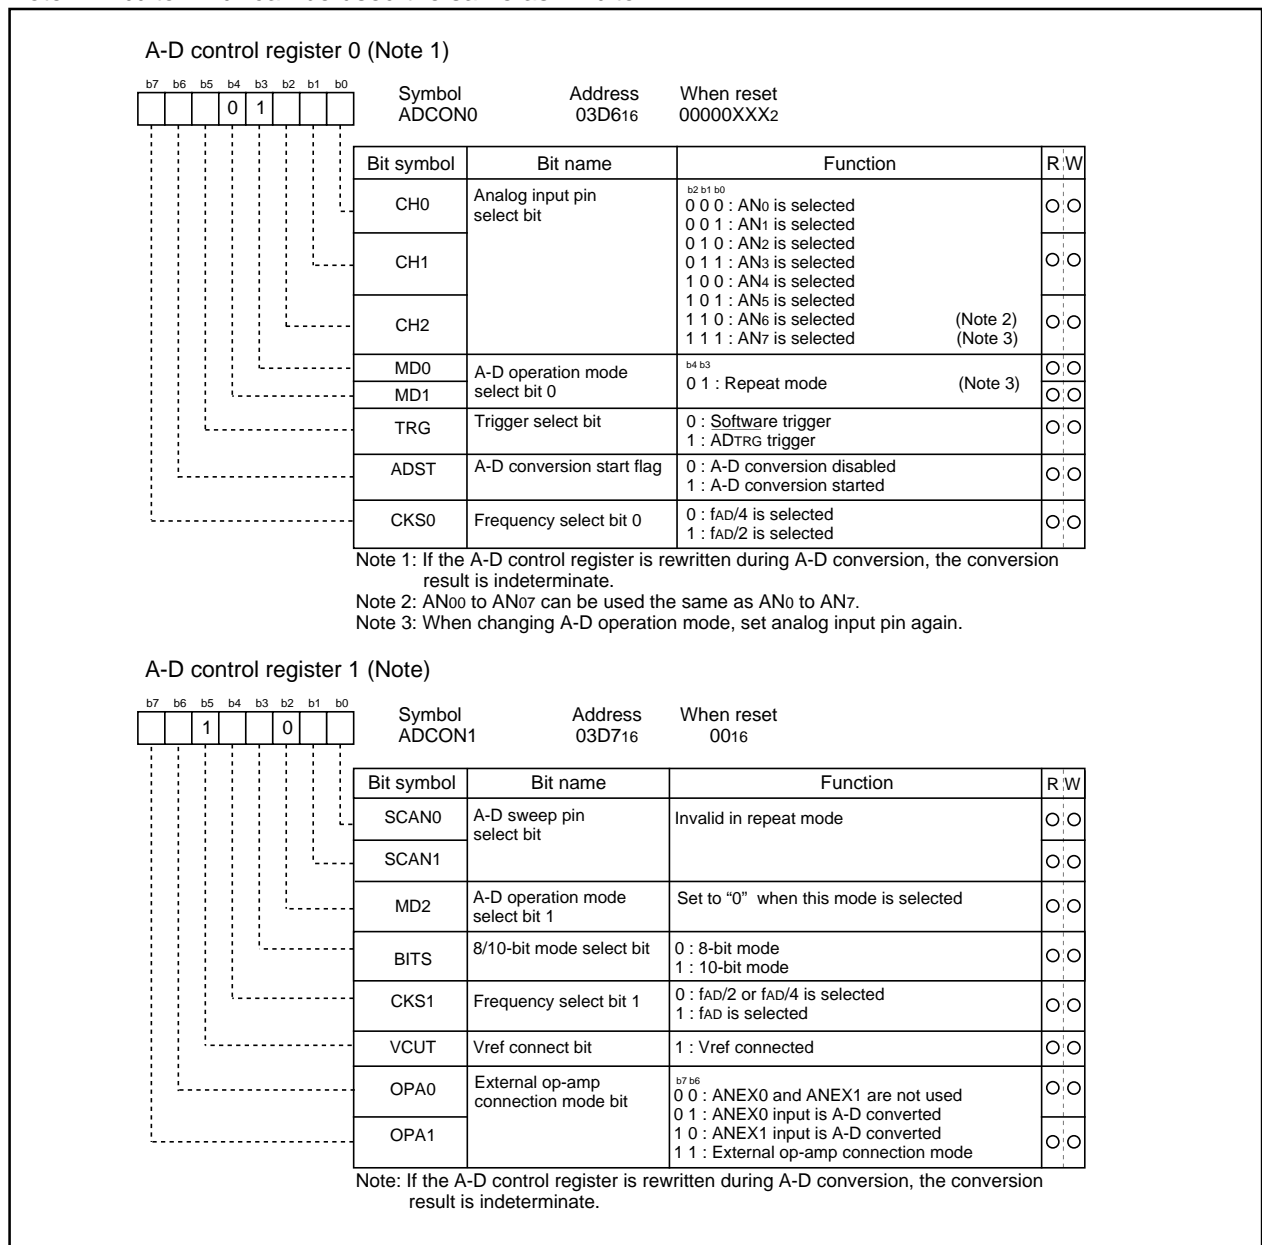 A-D control register 0 (Note 1)
b7 b6 b5 b4 b3 b2 b1 b0
0 1
Symbol Address When reset
ADCON0 03D616 00000XXX2
Bit symbol Bit name Function R W
CH0 Analog input pin select bit
b2 b1 b0
0 0 0 : AN0 is selected
0 0 1 : AN1 is selected
0 1 0 : AN2 is selected
CH1
0 1 1 : AN3 is selected
1 0 0 : AN4 is selected
1 0 1 : AN5 is selected
CH2
1 1 0 : AN6 is selected (Note 2)
1 1 1 : AN7 is selected (Note 3)
MD0 A-D operation mode
b4 b3
MD1 select bit 0
0 1 : Repeat mode (Note 3)
TRG Trigger select bit
0 : Software trigger
1 : ADTRG trigger
ADST A-D conversion start flag
0 : A-D conversion disabled
1 : A-D conversion started
CKS0 Frequency select bit 0
0 : fAD/4 is selected
1 : fAD/2 is selected
Note 1: If the A-D control register is rewritten during A-D conversion, the conversion
result is indeterminate.
Note 2: AN00 to AN07 can be used the same as AN0 to AN7.
Note 3: When changing A-D operation mode, set analog input pin again.
A-D control register 1 (Note)
b7 b6 b5 b4 b3 b2 b1 b0
1 0
Symbol Address When reset
ADCON1 03D716 0016
Bit symbol Bit name Function R W
SCAN0 A-D sweep pin select bit
Invalid in repeat mode
SCAN1
MD2 A-D operation mode select bit 1
Set to “0” when this mode is selected
BITS 8/10-bit mode select bit
0 : 8-bit mode
1 : 10-bit mode
CKS1 Frequency select bit 1
0 : fAD/2 or fAD/4 is selected
1 : fAD is selected
VCUT Vref connect bit
1 : Vref connected
OPA0 External op-amp connection mode bit
b7 b6
0 0 : ANEX0 and ANEX1 are not used
0 1 : ANEX0 input is A-D converted
OPA1
1 0 : ANEX1 input is A-D converted
1 1 : External op-amp connection mode
Note: If the A-D control register is rewritten during A-D conversion, the conversion
result is indeterminate.